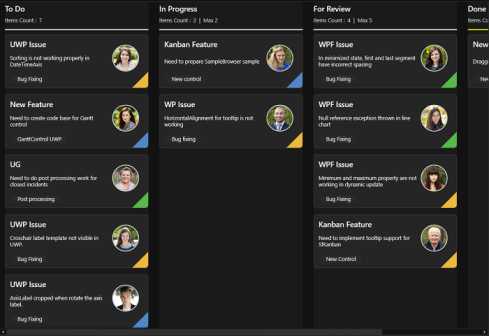 To Do
Items Count : 7
UWP Issue
Sorting is not working properly in
DateTimeAxis
Bug Fixing
New Feature
Need to create code base for Gantt
control
GanttControl UWP
UG
Need to do post processing work for
closed incidents
Post processing
UWP Issue
Crosshair label template not visible in
UWP.
Bug Fixing
UWP Issue
AxisLabel cropped when rotate the axis
label.
Bug Fixing
In Progress
Items Count : 2 | Max 2
Kanban Feature
Need to prepare SampleBrowser sample
New control
WP Issue
HorizontalAlignment for tooltip is not
working
Bug fixing
For Review
Items Count : 4 | Max 5
WPF Issue
In minimized state, first and last segment
have incorrect spacing
Bug Fixing
WPF Issue
Null reference exception thrown in line
chart
Bug Fixing
WPF Issue
Minimum and maximum property are not
working in dynamic update
Bug Fixing
Kanban Feature
Need to implement tooltip support for
SfKanban
New Control
Done
Items Cou
New
Dragg
Ne